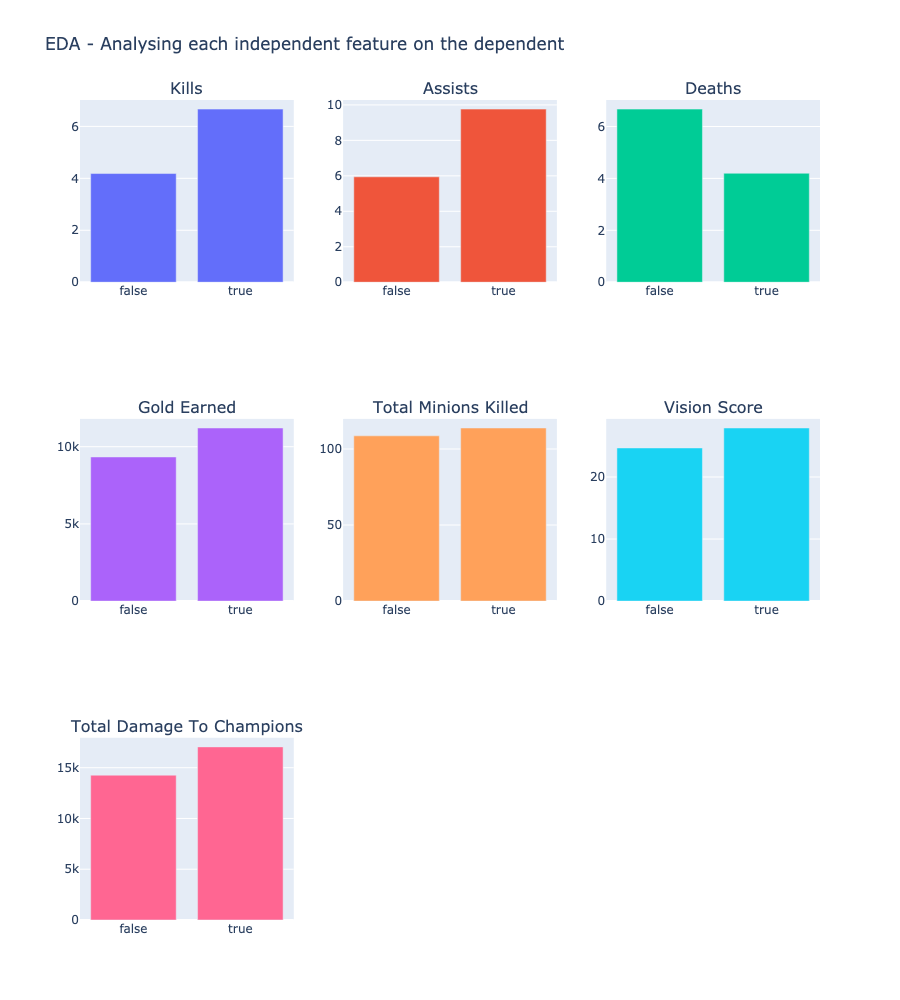 EDA - Analysing each independent feature on the dependent
Kills
Assists
Deaths
6
4
2
0
false
true
10
8
6
4
2
0
false
true
6
4
2
0
false
true
Gold Earned
Total Minions Killed
Vision Score
10k
5k
0
false
true
100
50
0
false
true
20
10
0
false
true
Total Damage To Champions
15k
10k
5k
0
false
true